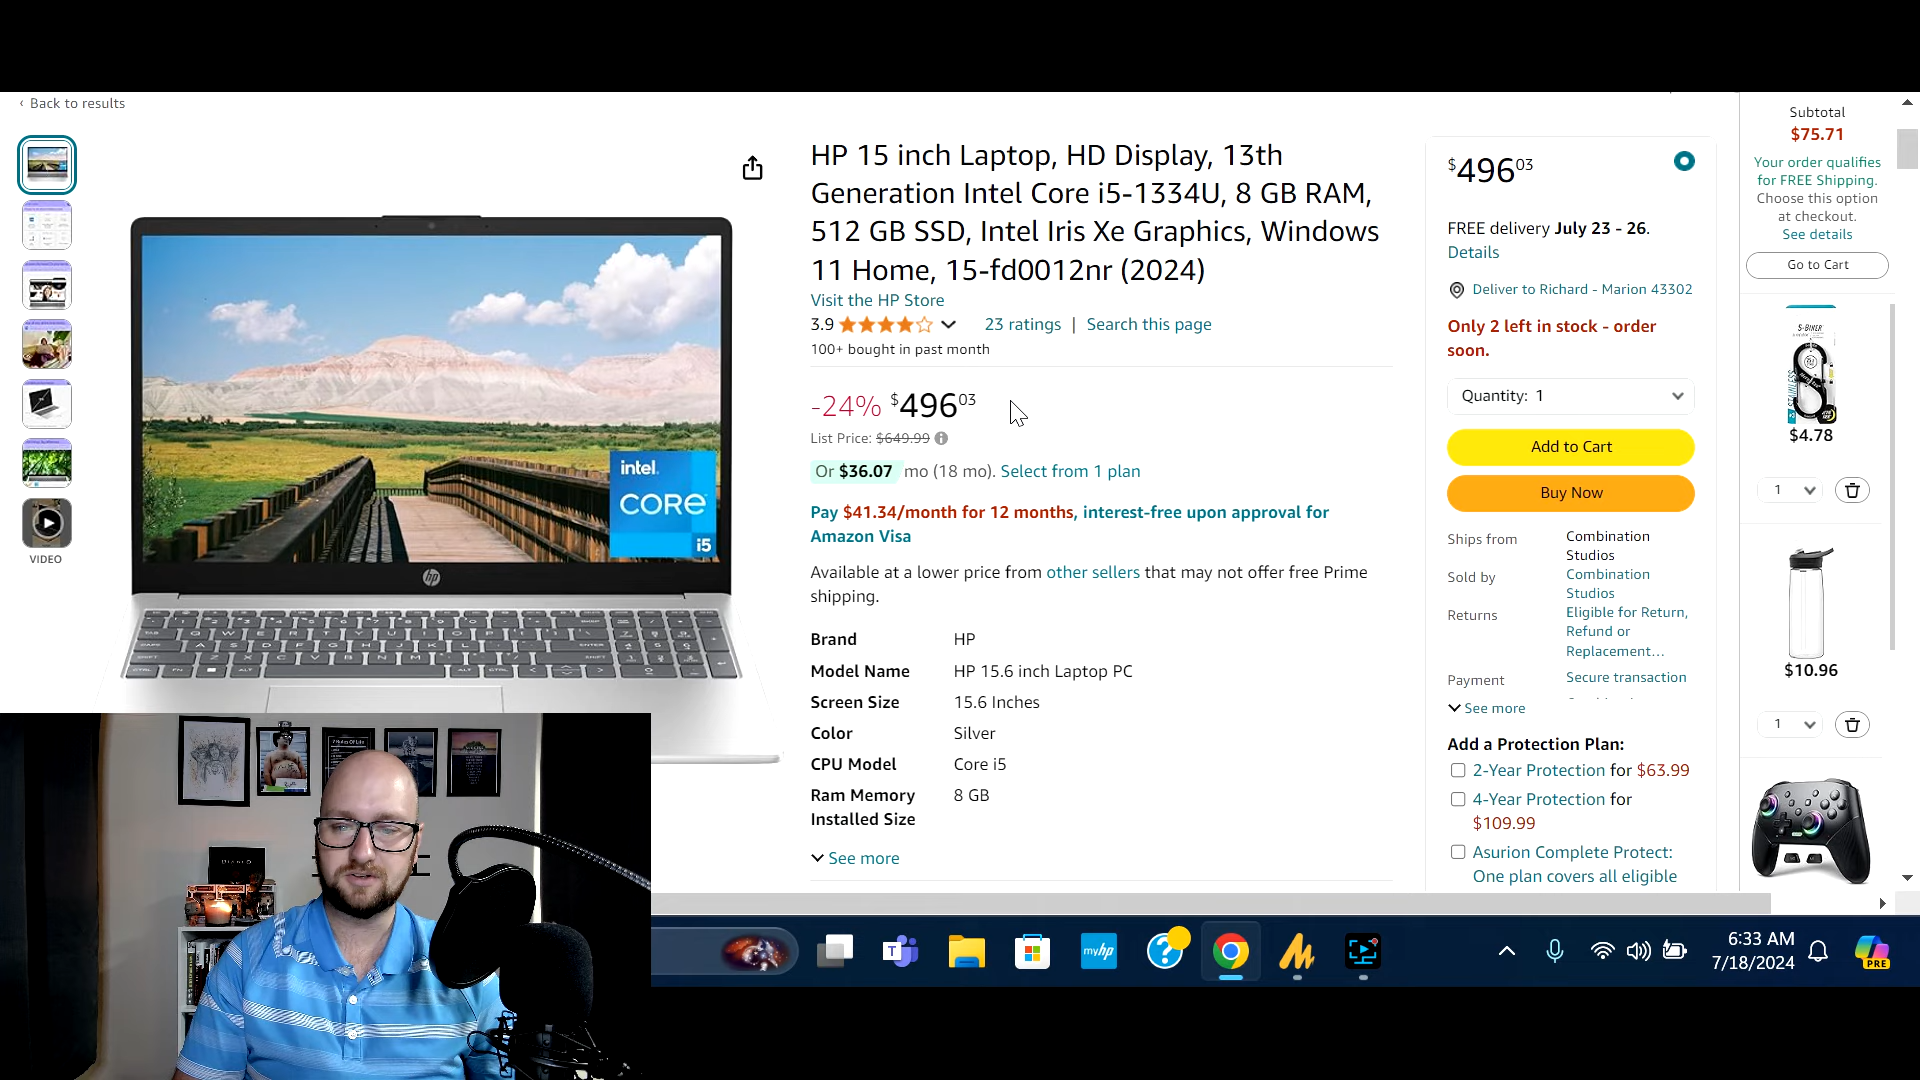 ‹ Back to results
VIDEO
intel.
CORE
i5
hp
HP 15 inch Laptop, HD Display, 13th
Generation Intel Core i5-1334U, 8 GB RAM,
512 GB SSD, Intel Iris Xe Graphics, Windows
11 Home, 15-fd0012nr (2024)
Visit the HP Store
3.9 23 ratings | Search this page
100+ bought in past month
-24% $496 03
List Price: $649.99
Or $36.07 mo (18 mo). Select from 1 plan
Pay $41.34/month for 12 months, interest-free upon approval for
Amazon Visa
Available at a lower price from other sellers that may not offer free Prime
shipping.
Brand HP
Model Name HP 15.6 inch Laptop PC
Screen Size 15.6 Inches
Color Silver
CPU Model Core i5
Ram Memory 8 GB
Installed Size
See more
$496 03
FREE delivery July 23 - 26.
Details
Deliver to Richard - Marion 43302
Only 2 left in stock - order
soon.
Quantity: 1
Add to Cart
Buy Now
Ships from Combination
Studios
Sold by Combination
Studios
Returns Eligible for Return,
Refund or
Replacement…
Payment Secure transaction
See more
Add a Protection Plan:
2-Year Protection for $63.99
4-Year Protection for
$109.99
Asurion Complete Protect:
One plan covers all eligible
Subtotal
$75.71
Your order qualifies
for FREE Shipping.
Choose this option
at checkout.
See details
Go to Cart
S-BINER
$4.78
1
$10.96
1
DIABLO
T
myhp
?
6:33 AM
7/18/2024
PRE